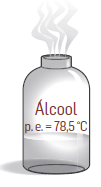 Álcool
p. e. = 78,5 °C